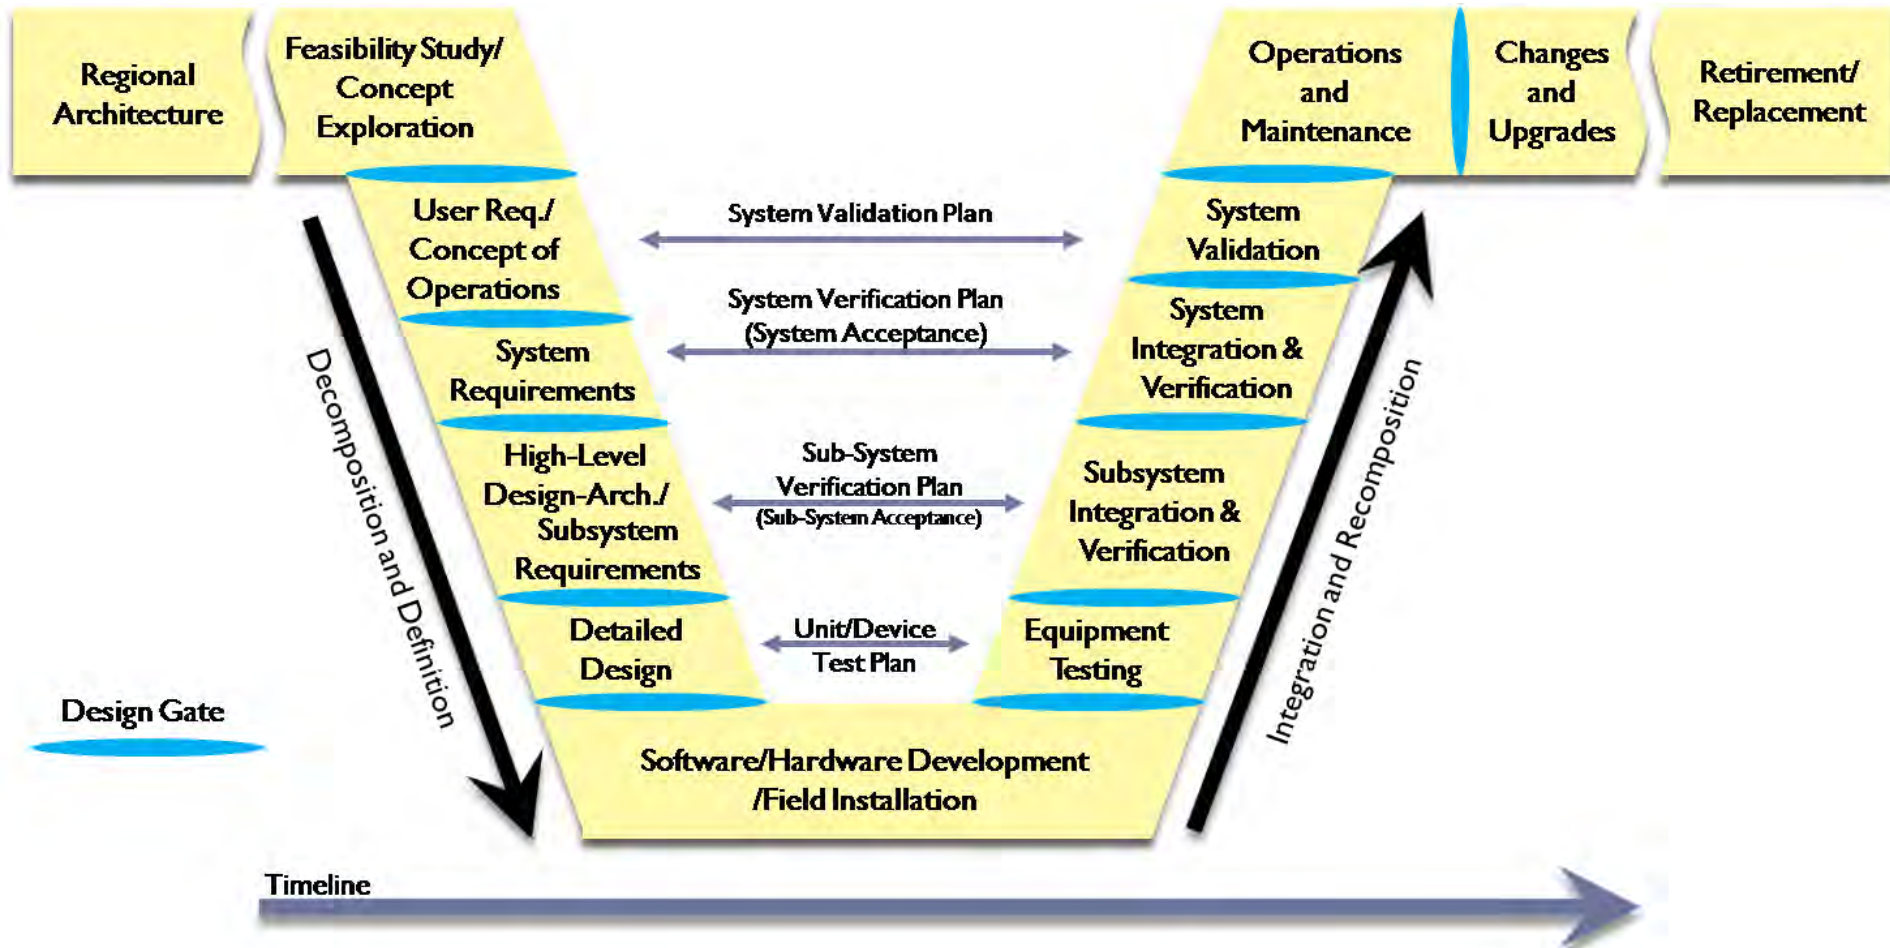 Regional
Architecture
Feasibility Study/
Concept
Exploration
User Req./
Concept of
Operations
System
Requirements
High-Level
Design-Arch./
Subsystem
Requirements
Detailed
Design
Software/Hardware Development
/Field Installation
Equipment
Testing
Subsystem
Integration &
Verification
System
Integration &
Verification
System
Validation
Operations
and
Maintenance
Changes
and
Upgrades
Retirement/
Replacement
System Validation Plan
System Verification Plan
(System Acceptance)
Sub-System
Verification Plan
(Sub-System Acceptance)
Unit/Device
Test Plan
Decomposition and Definition
Integration and Recomposition
Design Gate
Timeline